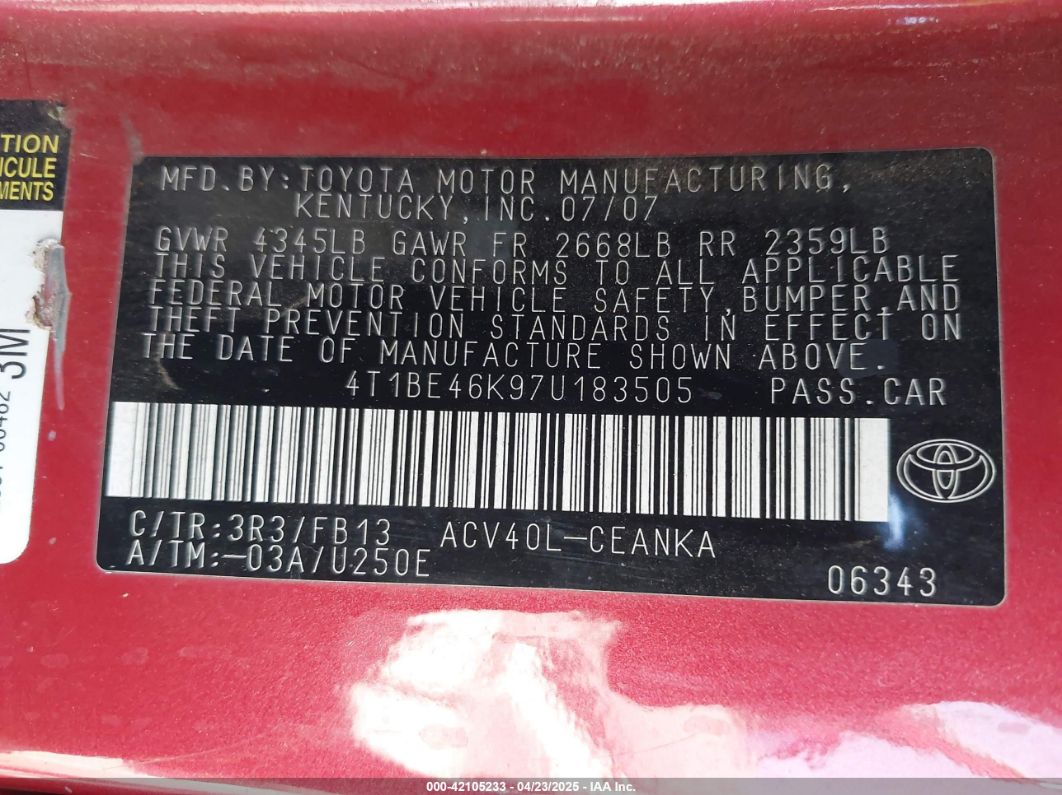 TION
ICULE
MENTS
3M
MFD.BY:TOYOTA MOTOR MANUFACTURING,
KENTUCKY,INC.07/07
GVWR 4345LB GAWR FR 2668LB RR 2359LB
THIS VEHICLE CONFORMS TO ALL APPLICABLE
FEDERAL MOTOR VEHICLE SAFETY,BUMPER,AND
THEFT PREVENTION STANDARDS IN EFFECT ON
THE DATE OF MANUFACTURE SHOWN ABOVE.
4T1BE46K97U183505 PASS.CAR
C/TR:3R3/FB13 ACV40L-CEANKA
A/TM:-03A/U250E
06343
000-42105233 - 04/23/2025 - IAA Inc.